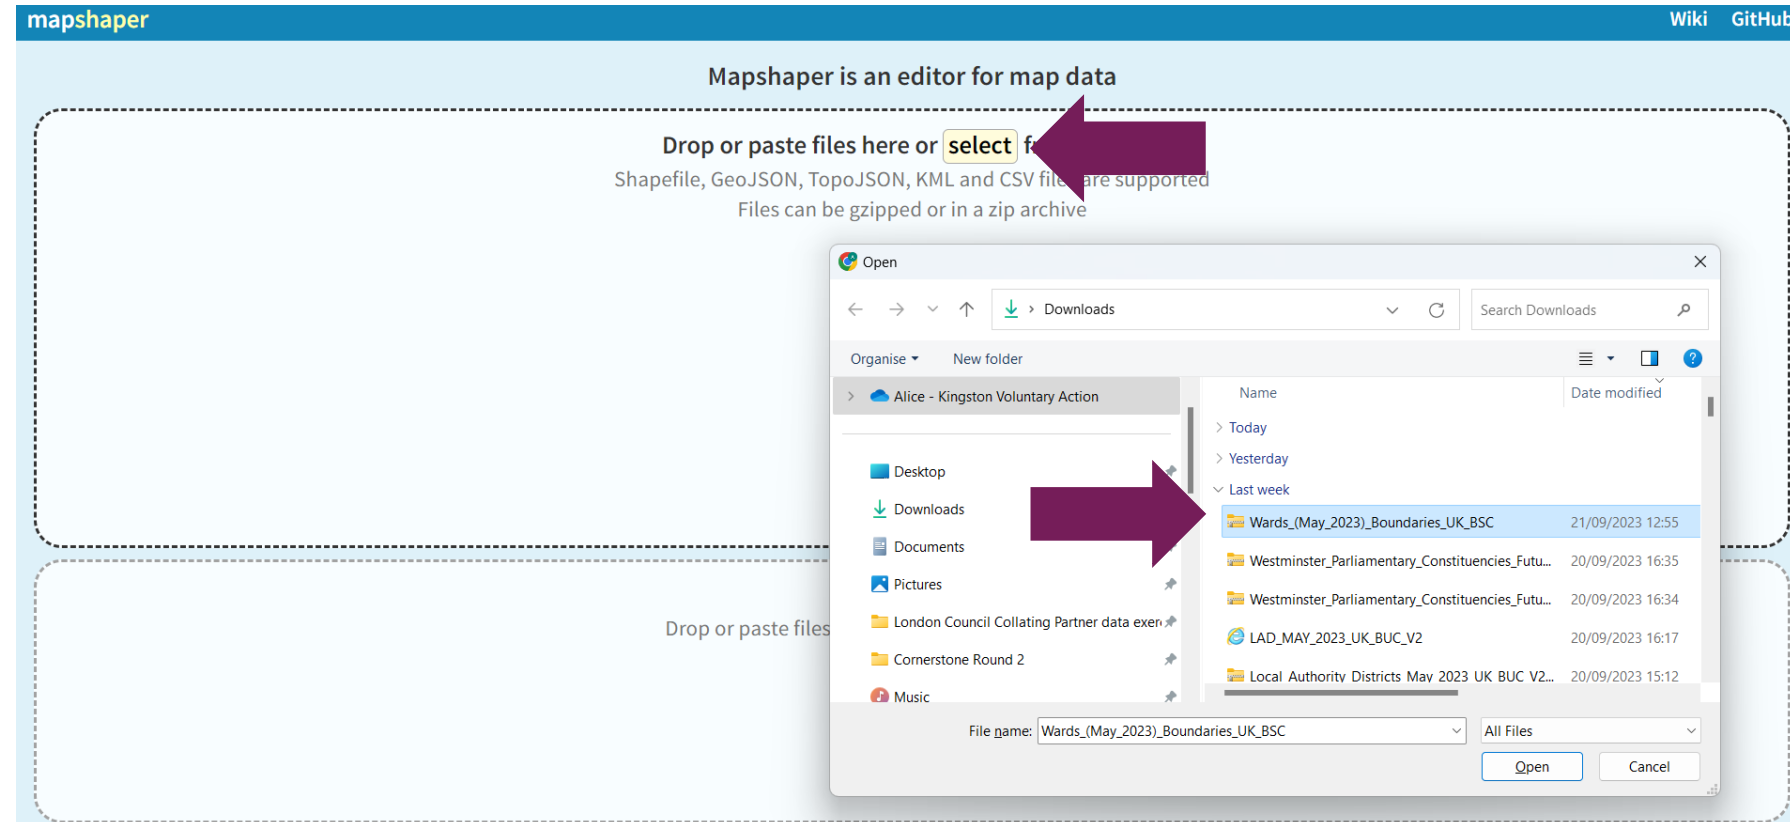 mapshaper
Wiki GitHub
Mapshaper is an editor for map data
Drop or paste files here or select
Shapefile, GeoJSON, TopoJSON, KML and CSV files are supported
Files can be gzipped or in a zip archive
Open
Downloads
Search Downloads
Organise New folder
Alice - Kingston Voluntary Action
Desktop
Downloads
Documents
Pictures
London Council Collating Partner data exerc
Cornerstone Round 2
Music
Name Date modified
Today
Yesterday
Last week
Wards_(May_2023)_Boundaries_UK_BSC 21/09/2023 12:55
Westminster_Parliamentary_Constituencies_Futu... 20/09/2023 16:35
Westminster_Parliamentary_Constituencies_Futu... 20/09/2023 16:34
LAD_MAY_2023_UK_BUC_V2 20/09/2023 16:17
Local_Authority_Districts_May_2023_UK_BUC_V2... 20/09/2023 15:12
Drop or paste files
File name: Wards_(May_2023)_Boundaries_UK_BSC All Files
Open Cancel